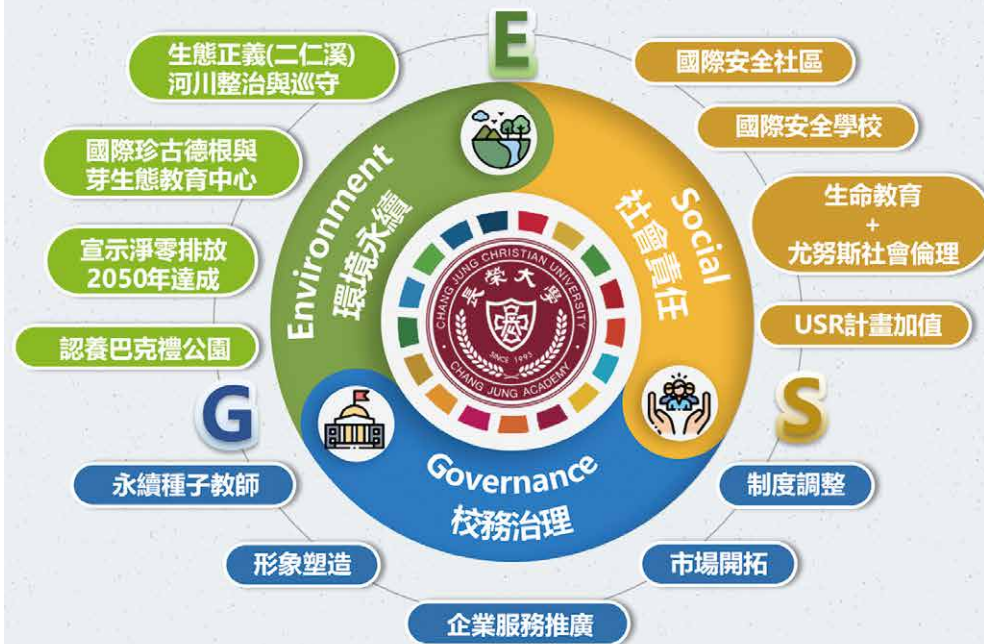 E
生態正義(二仁溪)
河川整治與巡守
國際珍古德根與
芽生態教育中心
宣示淨零排放
2050年達成
認養巴克禮公園
國際安全社區
國際安全學校
生命教育
+
尤努斯社會倫理
USR計畫加值
Environment
環境永續
Social
社會責任
CHANG JUNG CHRISTIAN UNIVERSITY
長榮大學
SINCE 1993
CHANG JUNG ACADEMY
G
S
Governance
校務治理
永續種子教師
制度調整
形象塑造
市場開拓
企業服務推廣